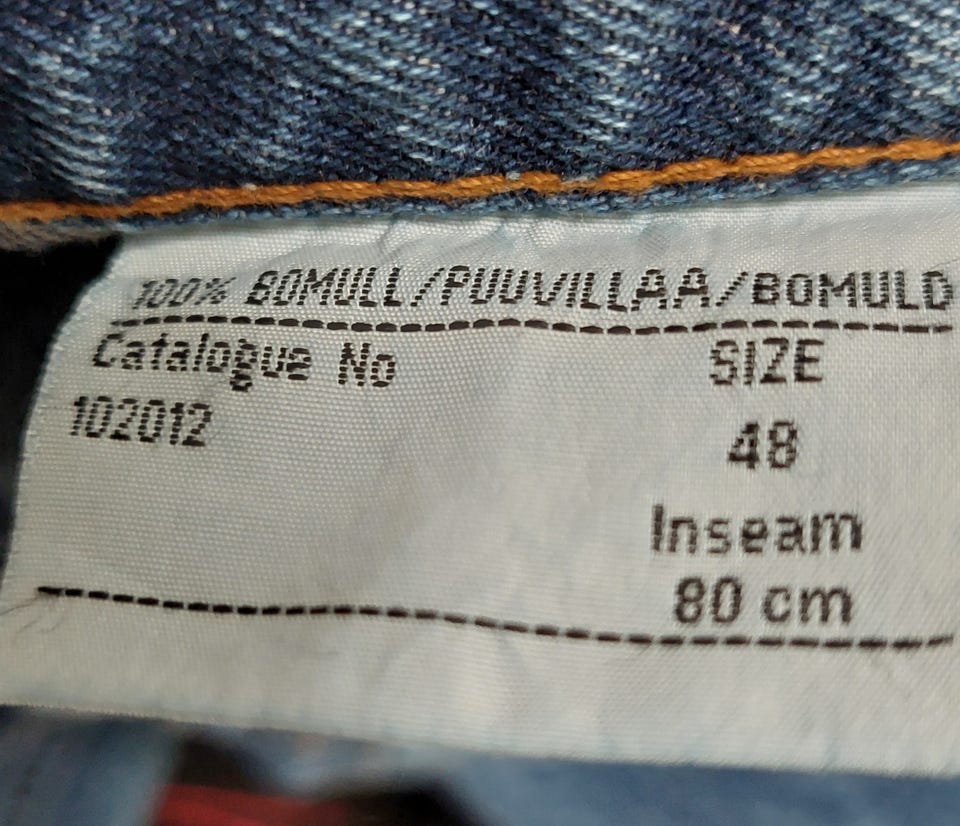 100% BOMULL/PUUVILLAA/BOMULD
Catalogue No
102012
SIZE
48
Inseam
80 cm